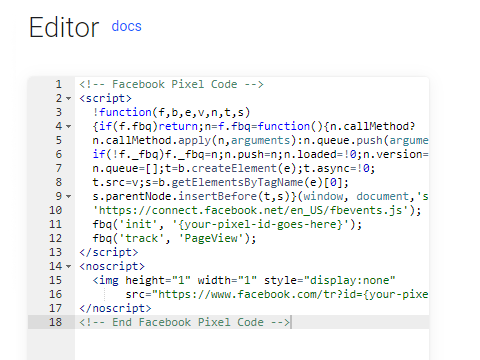 Editor docs
1 <!-- Facebook Pixel Code -->
2 <script>
3 !function(f,b,e,v,n,t,s)
4 {if(f.fbq)return;n=f.fbq=function(){n.callMethod?
5 n.callMethod.apply(n,arguments):n.queue.push(argume
6 if(!f._fbq)f._fbq=n;n.push=n;n.loaded=!0;n.version=
7 n.queue=[];t=b.createElement(e);t.async=!0;
8 t.src=v;s=b.getElementsByTagName(e)[0];
9 s.parentNode.insertBefore(t,s)}(window, document,'s
10 'https://connect.facebook.net/en_US/fbevents.js');
11 fbq('init', '{your-pixel-id-goes-here}');
12 fbq('track', 'PageView');
13 </script>
14 <noscript>
15 <img height="1" width="1" style="display:none"
16 src="https://www.facebook.com/tr?id={your-pixe
17 </noscript>
18 <!-- End Facebook Pixel Code -->